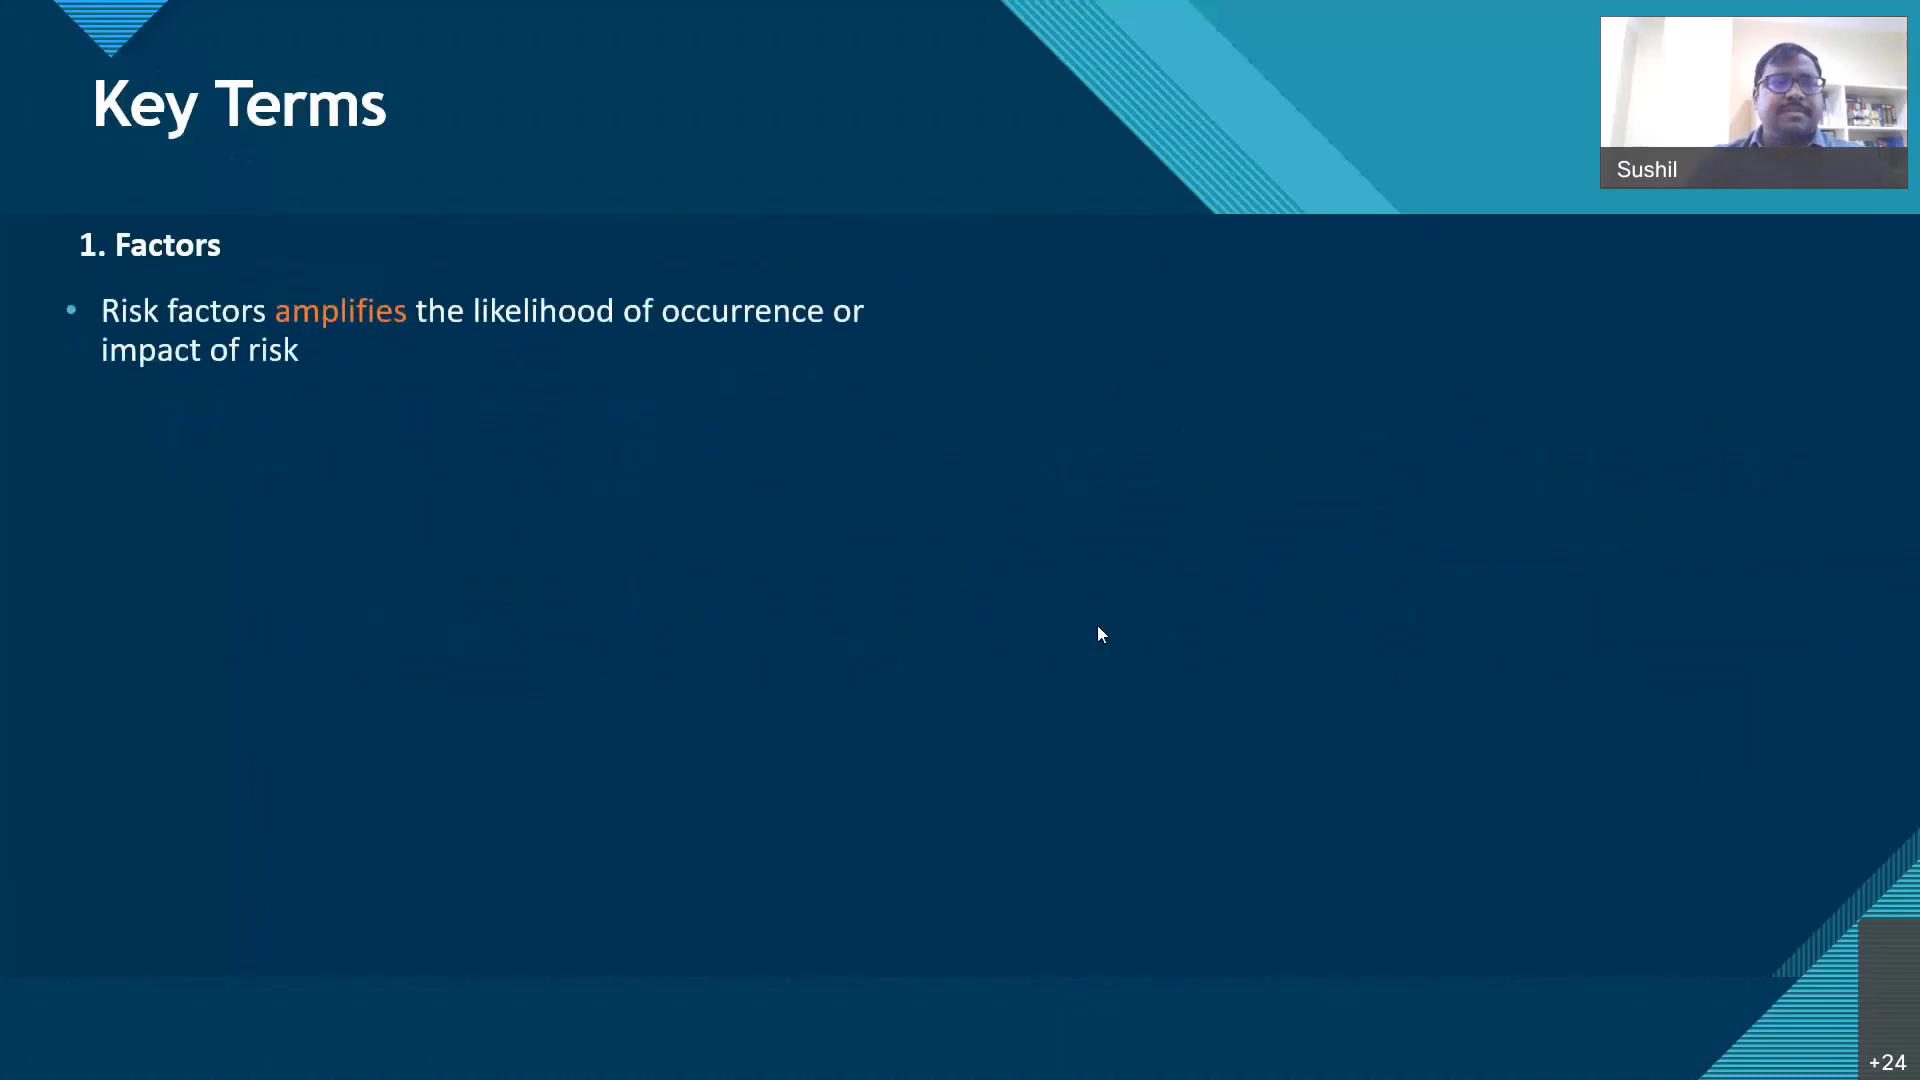 Key Terms
Sushil
1. Factors
• Risk factors amplifies the likelihood of occurrence or
impact of risk
+24